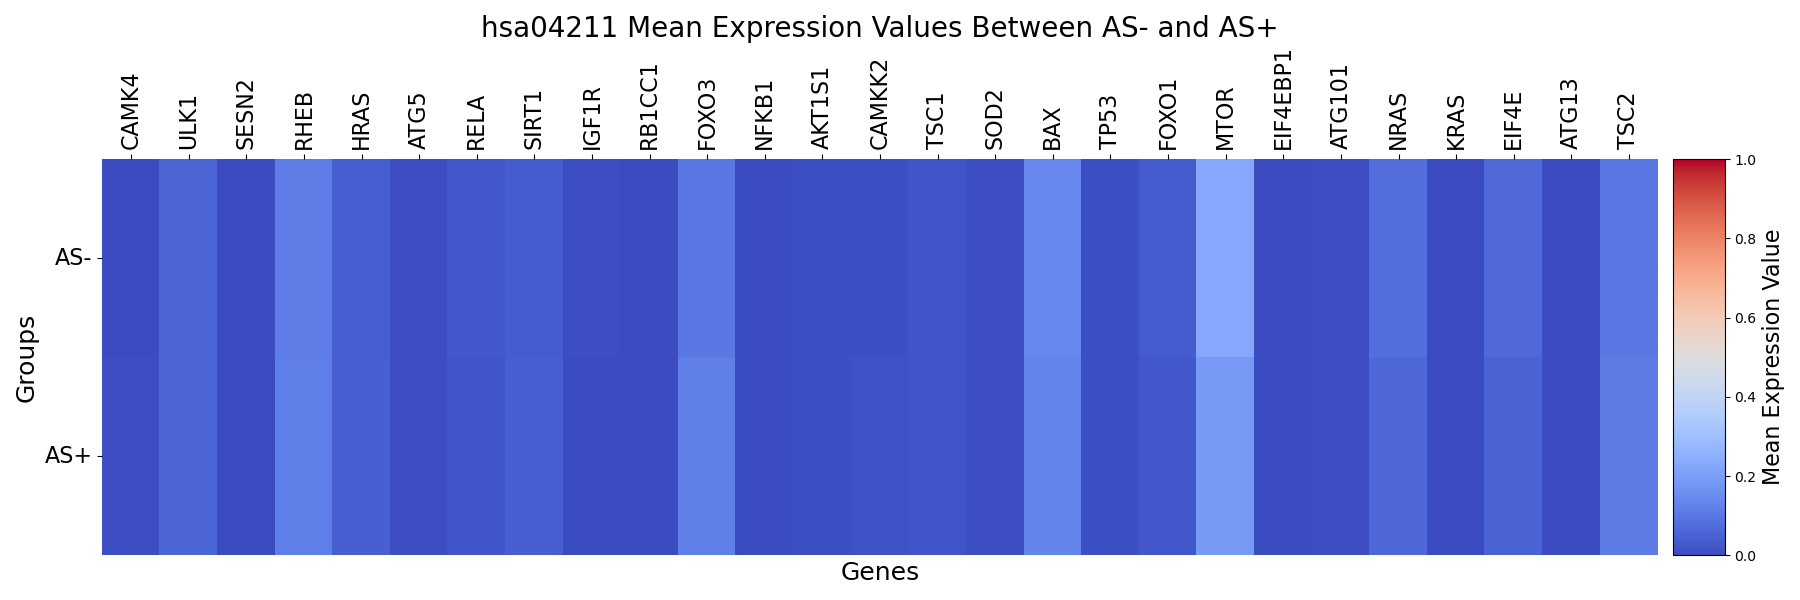 hsa04211 Mean Expression Values Between AS- and AS+
CAMK4
ULK1
SESN2
RHEB
HRAS
ATG5
RELA
SIRT1
IGF1R
RB1CC1
FOXO3
NFKB1
AKT1S1
CAMKK2
TSC1
SOD2
BAX
TP53
FOXO1
MTOR
EIF4EBP1
ATG101
NRAS
KRAS
EIF4E
ATG13
TSC2
Groups
AS-
AS+
Genes
1.0
0.8
0.6
0.4
0.2
0.0
Mean Expression Value